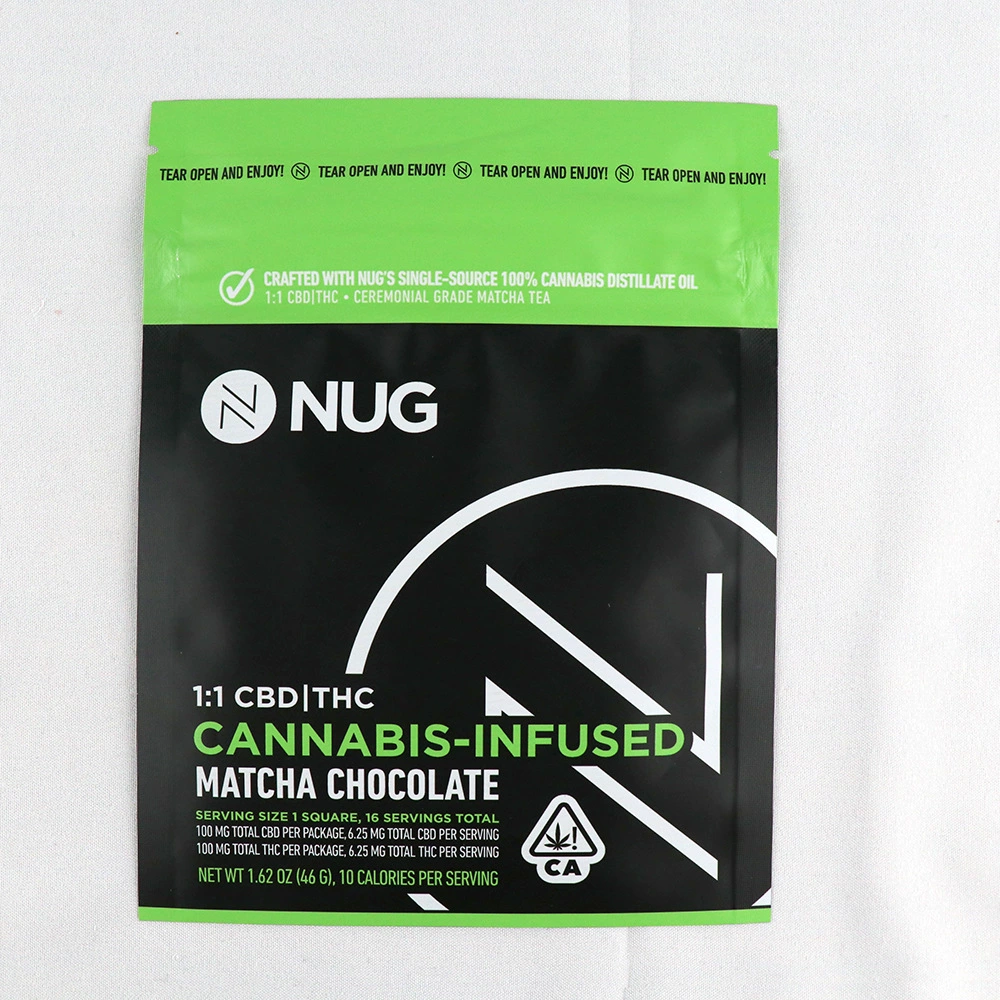 TEAR OPEN AND ENJOY! TEAR OPEN AND ENJOY! TEAR OPEN AND ENJOY! TEAR OPEN AND ENJOY!
CRAFTED WITH NUG'S SINGLE-SOURCE 100% CANNABIS DISTILLATE OIL
1:1 CBD|THC • CEREMONIAL GRADE MATCHA TEA
N NUG
1:1 CBD|THC
CANNABIS-INFUSED
MATCHA CHOCOLATE
SERVING SIZE 1 SQUARE, 16 SERVINGS TOTAL
100 MG TOTAL CBD PER PACKAGE, 6.25 MG TOTAL CBD PER SERVING
100 MG TOTAL THC PER PACKAGE, 6.25 MG TOTAL THC PER SERVING
NET WT 1.62 OZ (46 G), 10 CALORIES PER SERVING
!
CA